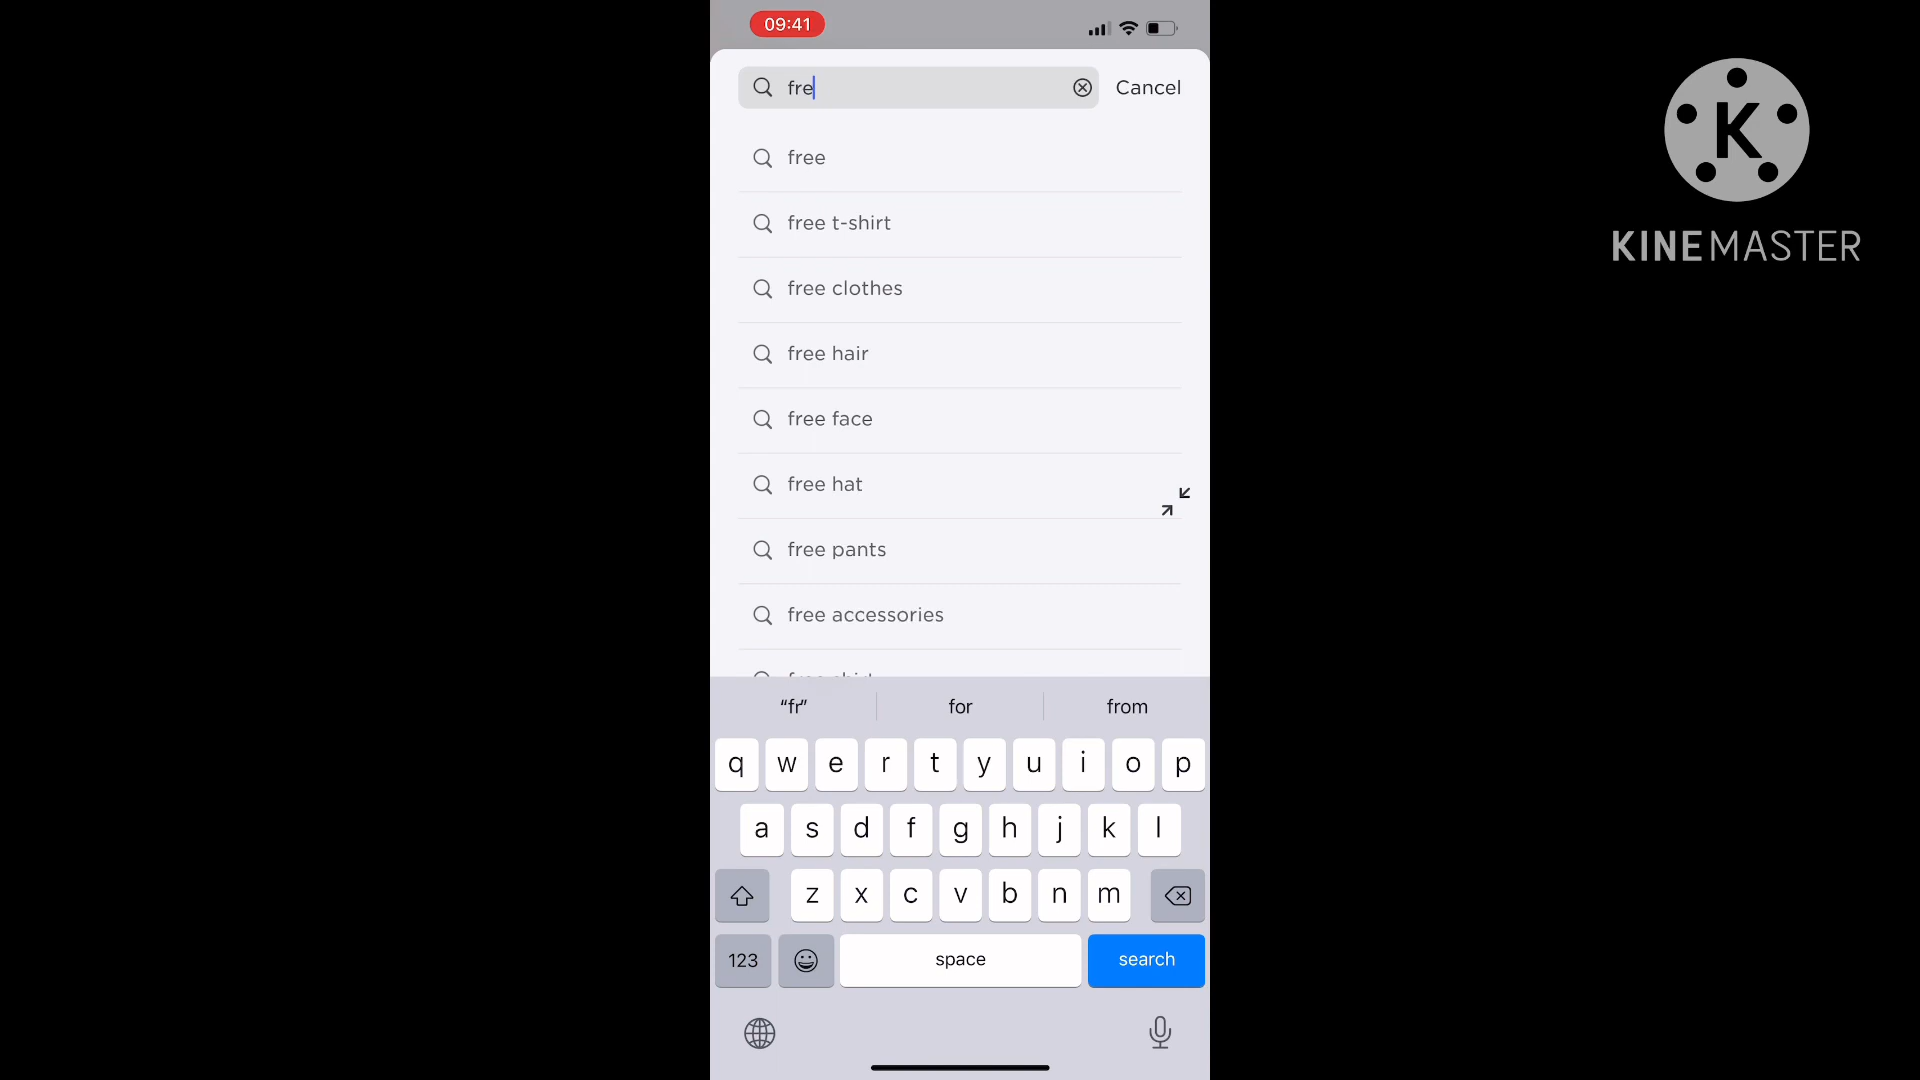 09:41
fre
Cancel
free
free t-shirt
free clothes
free hair
free face
free hat
free pants
free accessories
“fr”
for
from
q w e r t y u i o p
a s d f g h j k l
z x c v b n m
123
space
search
K
KINEMASTER